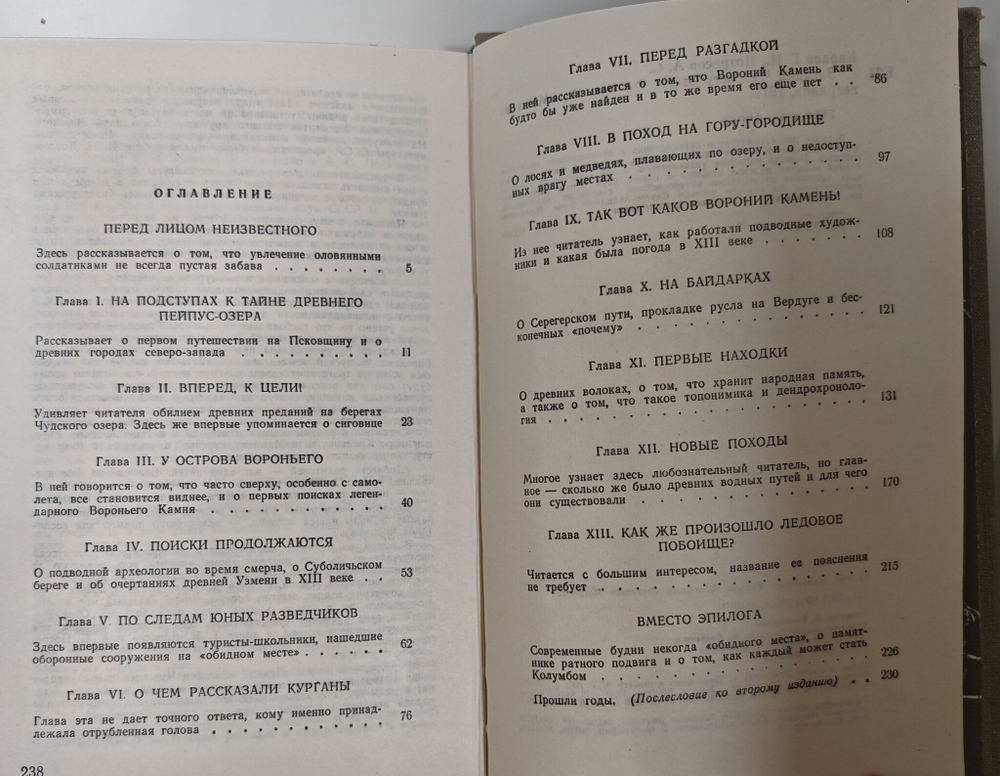 ОГЛАВЛЕНИЕ
ПЕРЕД ЛИЦОМ НЕИЗВЕСТНОГО
Здесь рассказывается о том, что увлечение оловянными
солдатиками не всегда пустая забава . . . . . . . . 5
Глава I. НА ПОДСТУПАХ К ТАЙНЕ ДРЕВНЕГО
ПЕЙПУС-ОЗЕРА
Рассказывает о первом путешествии на Псковщину и о
древних городах северо-запада . . . . . . . . . . 11
Глава II. ВПЕРЕД, К ЦЕЛИ!
Удивляет читателя обилием древних преданий на берегах
Чудского озера. Здесь же впервые упоминается о сиговице 23
Глава III. У ОСТРОВА ВОРОНЬЕГО
В ней говорится о том, что часто сверху, особенно с само-
лета, все становится виднее, и о первых поисках леген-
дарного Вороньего Камня . . . . . . . . . . . . 40
Глава IV. ПОИСКИ ПРОДОЛЖАЮТСЯ
О подводной археологии во время смерча, о Суболичьском
береге и об очертаниях древней Узмени в XIII веке . . 53
Глава V. ПО СЛЕДАМ ЮНЫХ РАЗВЕДЧИКОВ
Здесь впервые появляются туристы-школьники, нашедшие
оборонные сооружения на «обидном месте» . . . . . . 62
Глава VI. О ЧЕМ РАССКАЗАЛИ КУРГАНЫ
Глава эта не дает точного ответа, кому именно принад-
лежала отрубленная голова . . . . . . . . . . . . 76
238
Глава VII. ПЕРЕД РАЗГАДКОЙ
В ней рассказывается о том, что Вороний Камень как
будто бы уже найден и в то же время его еще нет . . 86
Глава VIII. В ПОХОД НА ГОРУ-ГОРОДИЩЕ
О лосях и медведях, плавающих по озеру, и о недоступ-
ных врагу местах . . . . . . . . . . . . . . 97
Глава IX. ТАК ВОТ КАКОВ ВОРОНИЙ КАМЕНЬ!
Из нее читатель узнает, как работали подводные худож-
ники и какая была погода в XIII веке . . . . . . . 108
Глава X. НА БАЙДАРКАХ
О Серегерском пути, прокладке русла на Вердуге и бес-
конечных «почему» . . . . . . . . . . . . . . 121
Глава XI. ПЕРВЫЕ НАХОДКИ
О древних волоках, о том, что хранит народная память,
а также о том, что такое топонимика и дендрохроноло-
гия . . . . . . . . . . . . . . . . . . . . 131
Глава XII. НОВЫЕ ПОХОДЫ
Многое узнает здесь любознательный читатель, но глав-
ное — сколько же было древних водных путей и для чего
они существовали . . . . . . . . . . . . . . 170
Глава XIII. КАК ЖЕ ПРОИЗОШЛО ЛЕДОВОЕ
ПОБОИЩЕ?
Читается с большим интересом, название ее пояснения
не требует . . . . . . . . . . . . . . . . . 215
ВМЕСТО ЭПИЛОГА
Современные будни некогда «обидного места», о памят-
нике ратного подвига и о том, как каждый может стать
Колумбом . . . . . . . . . . . . . . . . . 226
Прошли годы. (Послесловие ко второму изданию) . . 230